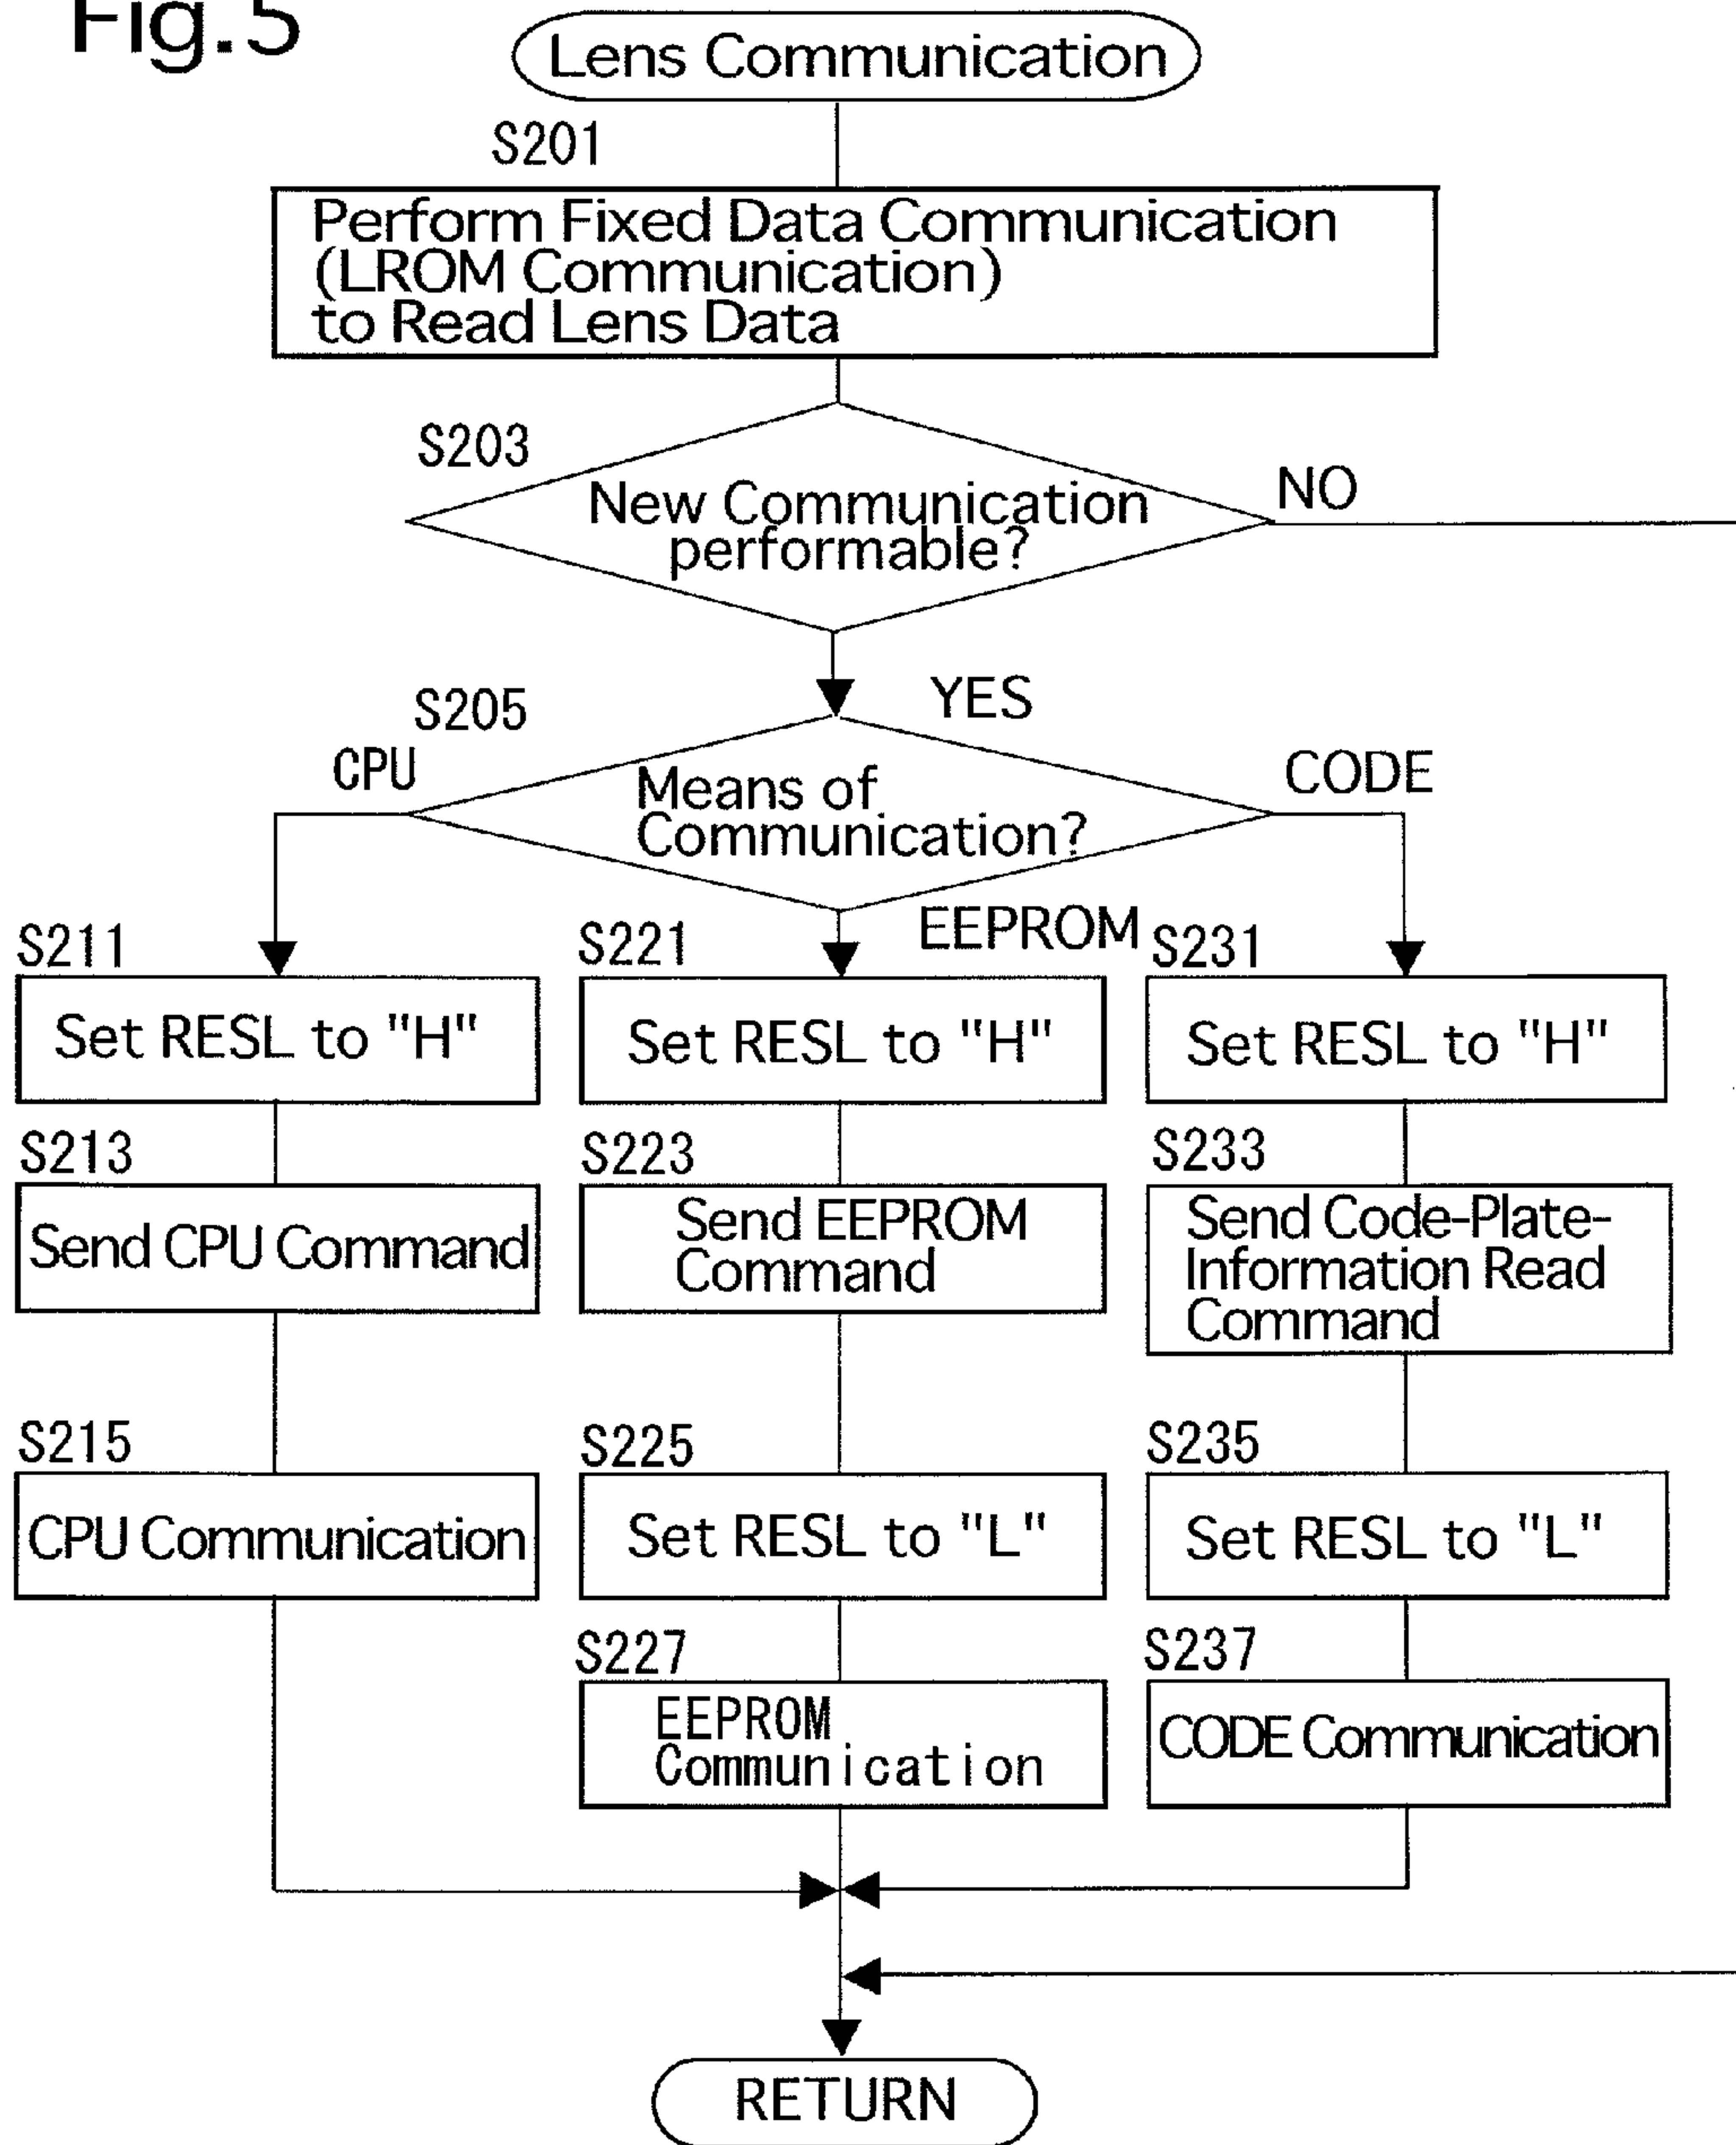 Fig.5
Lens Communication
S201
Perform Fixed Data Communication
(LROM Communication)
to Read Lens Data
S203
New Communication
performable?
NO
YES
S205
CPU
Means of
Communication?
CODE
EEPROM
S211
Set RESL to "H"
S221
Set RESL to "H"
S231
Set RESL to "H"
S213
Send CPU Command
S223
Send EEPROM
Command
S233
Send Code-Plate-
Information Read
Command
S215
CPU Communication
S225
Set RESL to "L"
S235
Set RESL to "L"
S227
EEPROM
Communication
S237
CODE Communication
RETURN